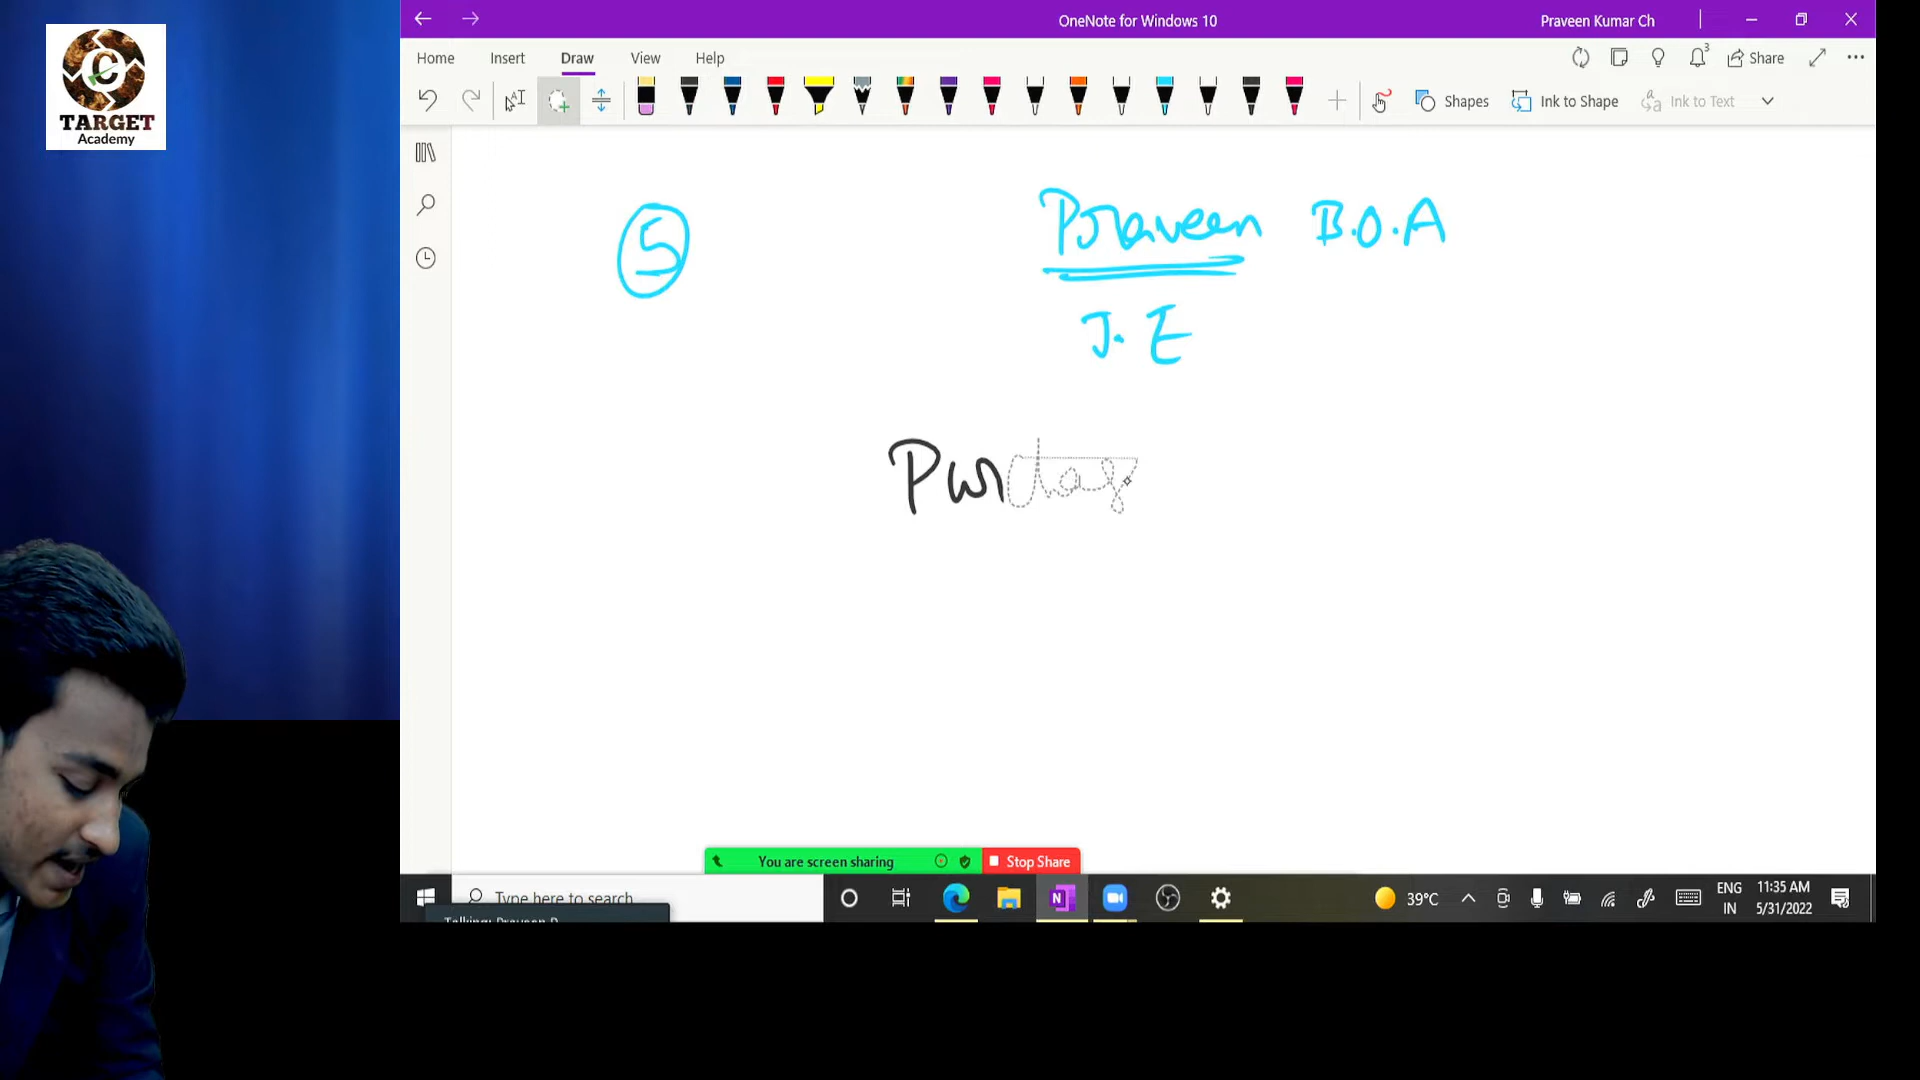 TARGET
Academy
OneNote for Windows 10
Praveen Kumar Ch
Home Insert Draw View Help
3
Share
Shapes
Ink to Shape
Ink to Text
5
Praveen B.O.A
J. E
Pur
You are screen sharing
Stop Share
Type here to search
39°C
ENG
IN
11:35 AM
5/31/2022